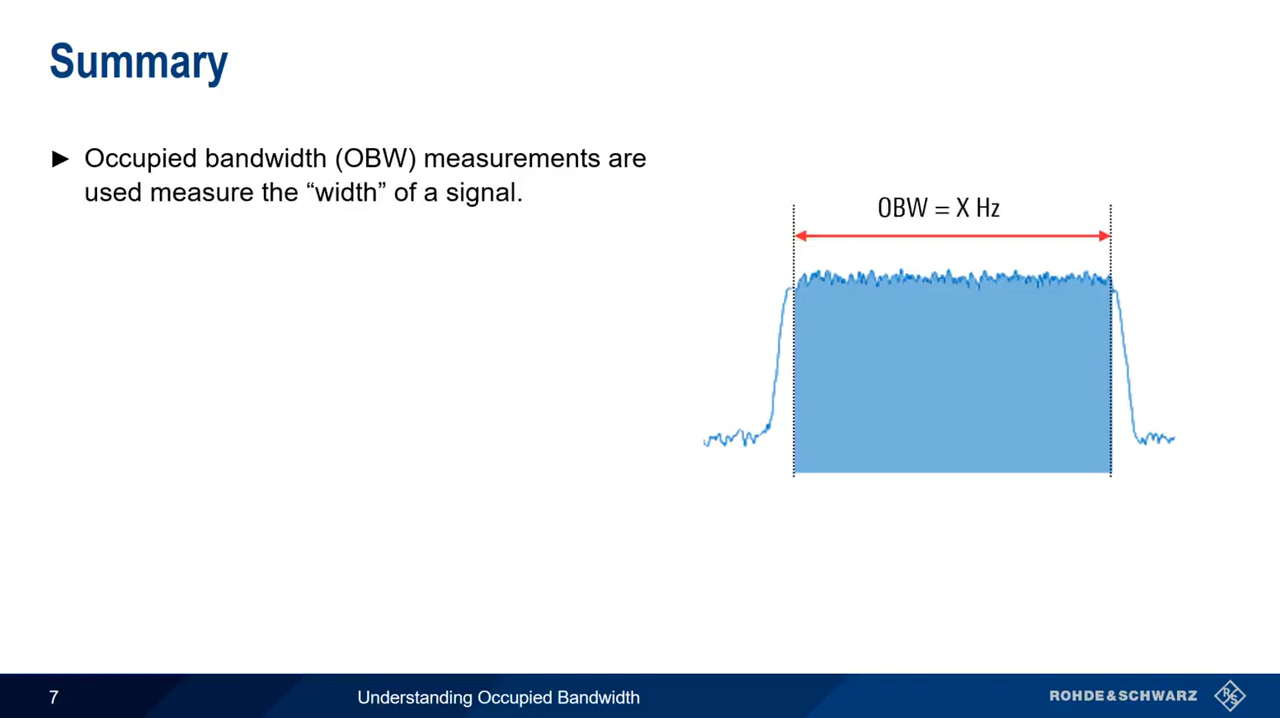 Summary
► Occupied bandwidth (OBW) measurements are
used measure the “width” of a signal.
OBW = X Hz
7
Understanding Occupied Bandwidth
ROHDE & SCHWARZ
R S